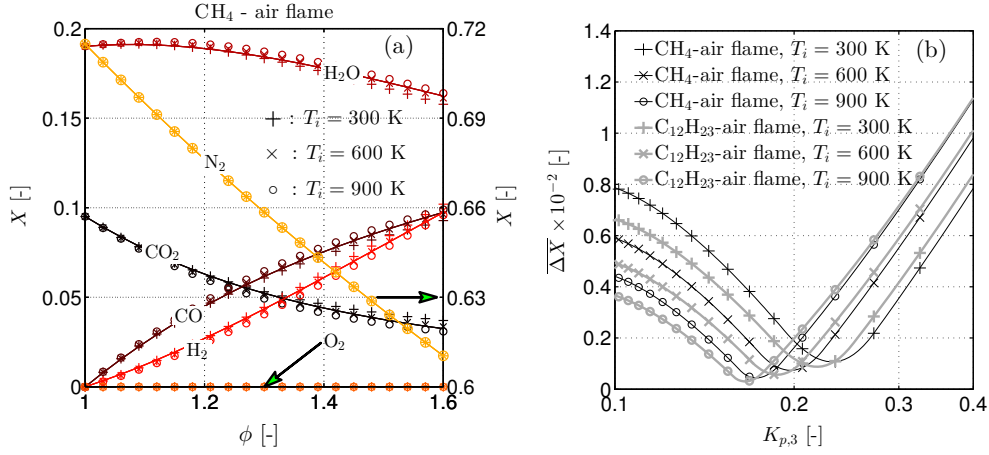 CH₄ - air flame
(a)
0.2
0.15
0.1
0.05
0
X [-]
0.72
0.69
0.66
0.63
0.6
X [-]
H₂O
+ : Tᵢ = 300 K
× : Tᵢ = 600 K
○ : Tᵢ = 900 K
N₂
CO₂
CO
H₂
O₂
1
1.2
1.4
1.6
ϕ [-]
(b)
1.4
1.2
1
0.8
0.6
0.4
0.2
0
ΔX̅ ×10⁻² [-]
CH₄-air flame, Tᵢ = 300 K
CH₄-air flame, Tᵢ = 600 K
CH₄-air flame, Tᵢ = 900 K
C₁₂H₂₃-air flame, Tᵢ = 300 K
C₁₂H₂₃-air flame, Tᵢ = 600 K
C₁₂H₂₃-air flame, Tᵢ = 900 K
0.1
0.2
0.3
0.4
Kₚ,₃ [-]